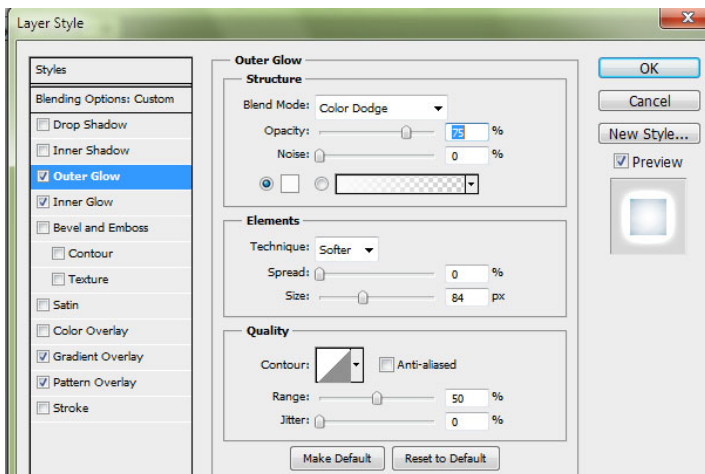 Layer Style
Styles
Blending Options: Custom
Drop Shadow
Inner Shadow
Outer Glow
Inner Glow
Bevel and Emboss
Contour
Texture
Satin
Color Overlay
Gradient Overlay
Pattern Overlay
Stroke
Outer Glow
Structure
Blend Mode: Color Dodge
Opacity: 75 %
Noise: 0 %
Elements
Technique: Softer
Spread: 0 %
Size: 84 px
Quality
Contour: Anti-aliased
Range: 50 %
Jitter: 0 %
Make Default Reset to Default
OK
Cancel
New Style...
Preview